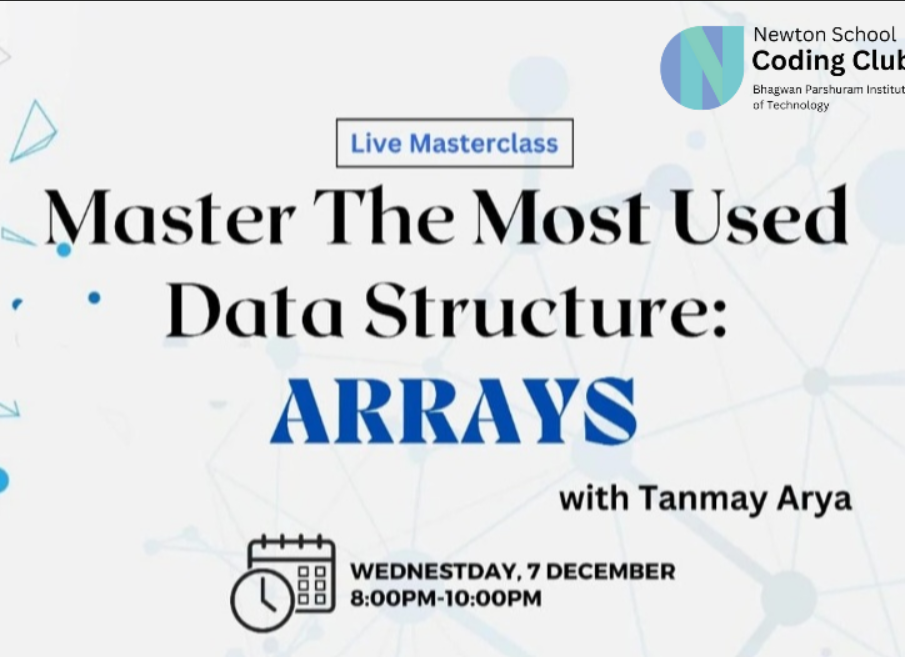 Newton School
Coding Club
Bhagwan Parshuram Institut
of Technology
Live Masterclass
Master The Most Used
Data Structure:
ARRAYS
with Tanmay Arya
WEDNESTDAY, 7 DECEMBER
8:00PM-10:00PM